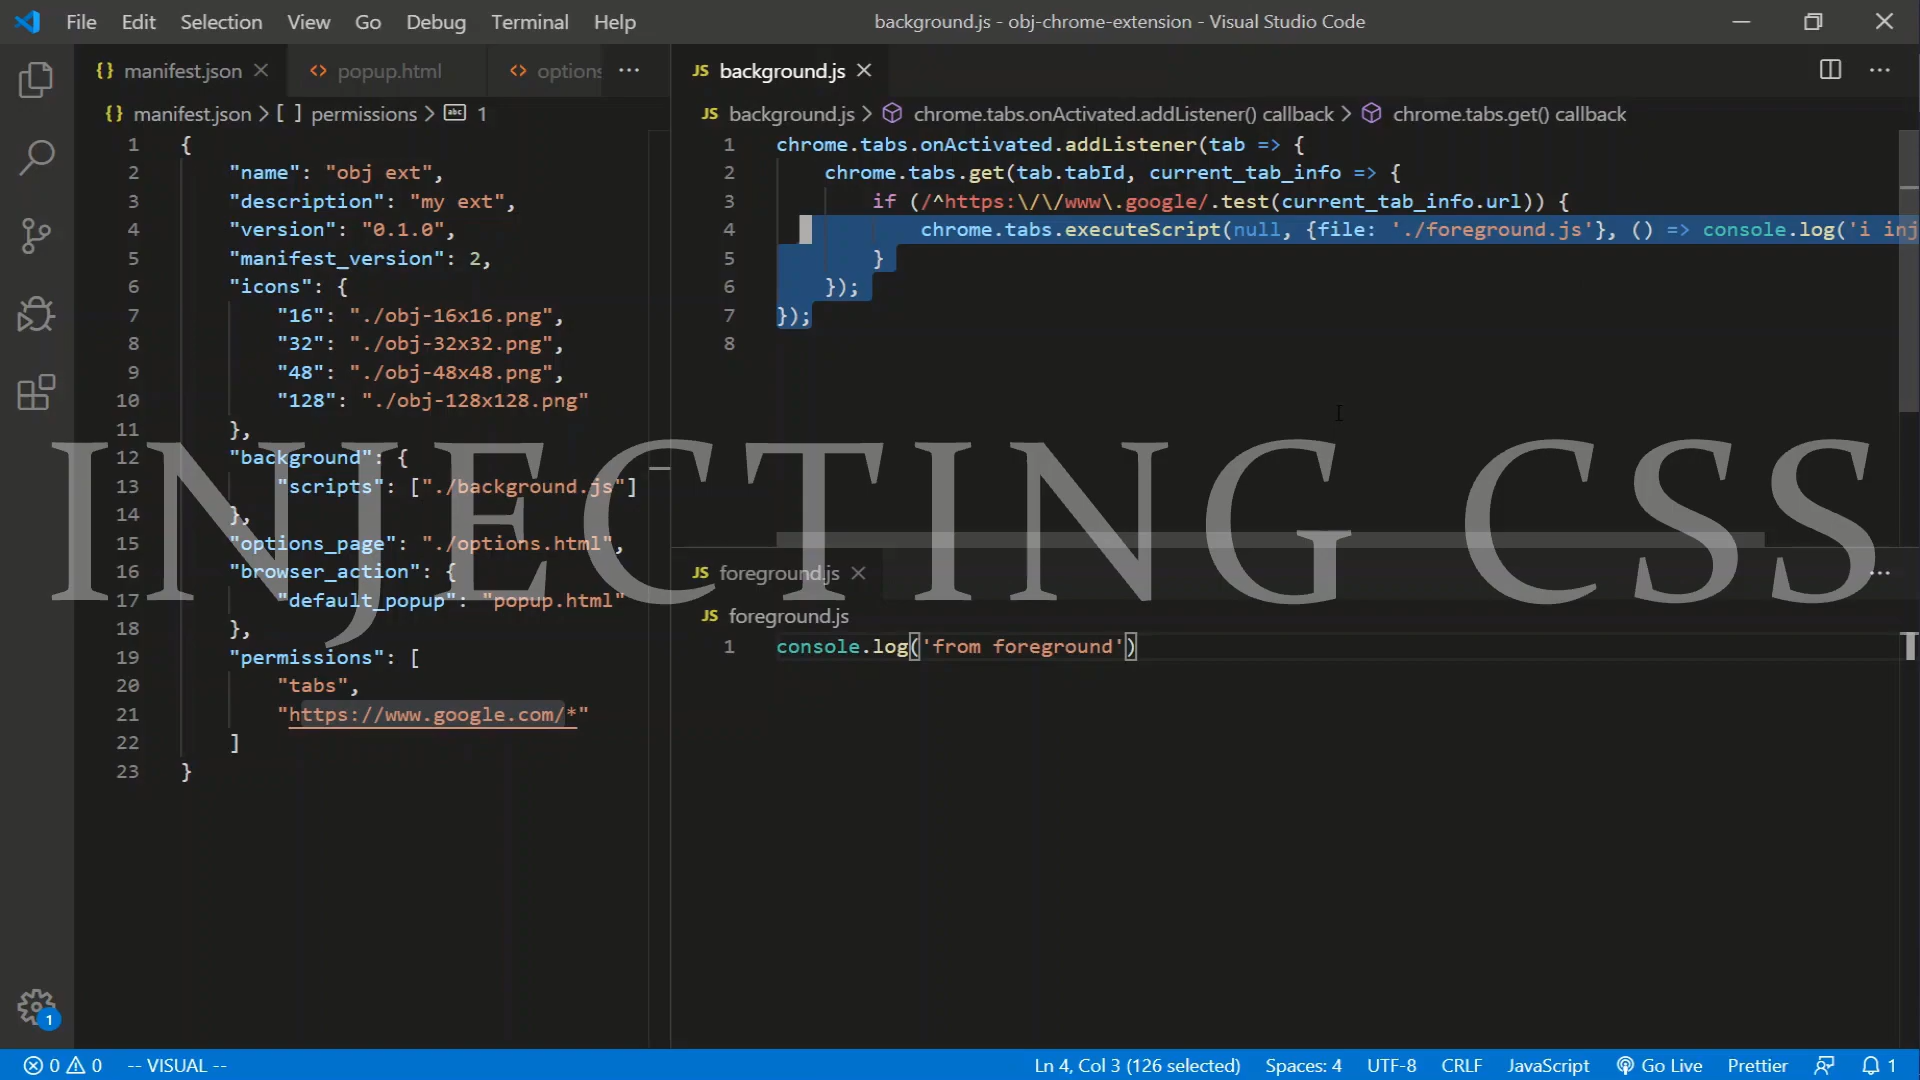 File Edit Selection View Go Debug Terminal Help
background.js - obj-chrome-extension - Visual Studio Code
{} manifest.json
<> popup.html
<> options
...
{} manifest.json > [ ] permissions > abc 1
1 {
2 "name": "obj ext",
3 "description": "my ext",
4 "version": "0.1.0",
5 "manifest_version": 2,
6 "icons": {
7 "16": "./obj-16x16.png",
8 "32": "./obj-32x32.png",
9 "48": "./obj-48x48.png",
10 "128": "./obj-128x128.png"
11 },
12 "background": {
13 "scripts": ["./background.js"]
14 },
15 "options_page": "./options.html",
16 "browser_action": {
17 "default_popup": "popup.html"
18 },
19 "permissions": [
20 "tabs",
21 "https://www.google.com/*"
22 ]
23 }
JS background.js
...
JS background.js > chrome.tabs.onActivated.addListener() callback > chrome.tabs.get() callback
1 chrome.tabs.onActivated.addListener(tab => {
2 chrome.tabs.get(tab.tabId, current_tab_info => {
3 if (/^https:\/\/www\.google/.test(current_tab_info.url)) {
4 chrome.tabs.executeScript(null, {file: './foreground.js'}, () => console.log('i inj
5 }
6 });
7 });
8
INJECTING CSS
JS foreground.js
...
JS foreground.js
1 console.log('from foreground')
1
0 0 -- VISUAL --
Ln 4, Col 3 (126 selected) Spaces: 4 UTF-8 CRLF JavaScript Go Live Prettier 1